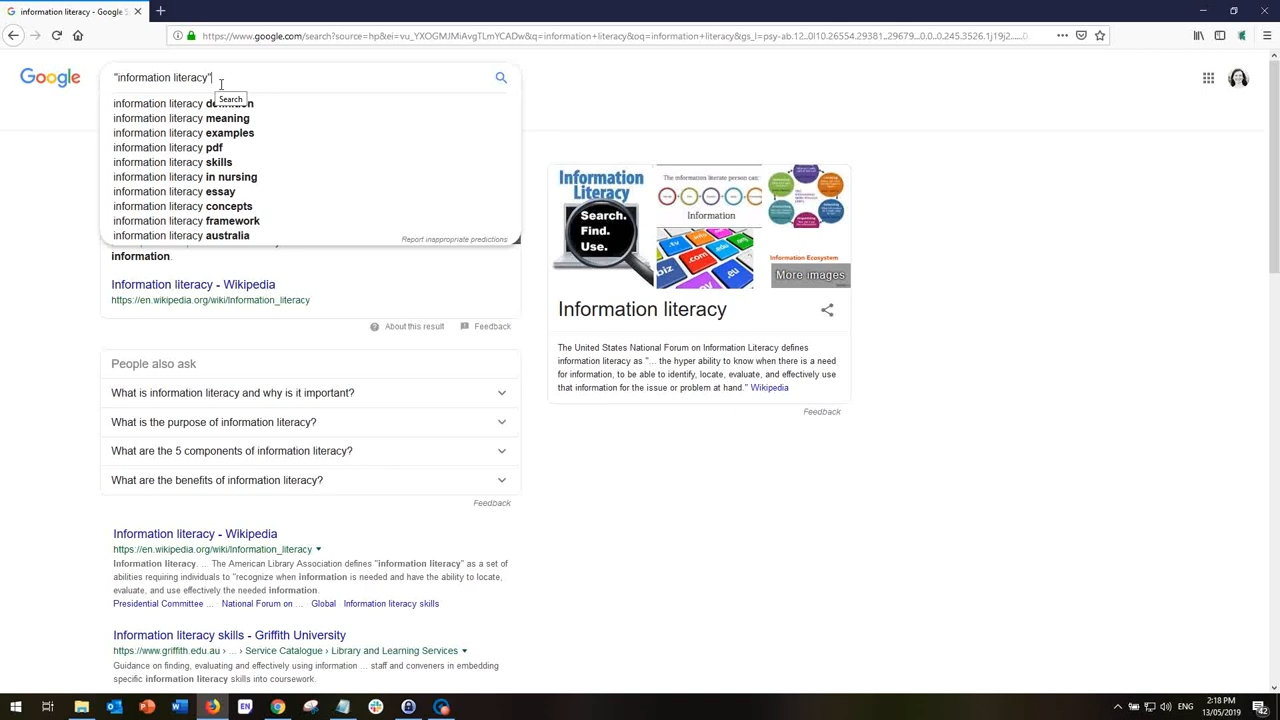 information literacy - Google S
https://www.google.com/search?source=hp&ei=vu_YXOGMJMiAvgTLmYCADw&q=information+literacy&oq=information+literacy&gs_l=psy-ab.12..0l10.26554.29381..29679...0.0..0.245.3526.1j19j2......0
Google
"information literacy"
Search
information literacy definition
information literacy meaning
information literacy examples
information literacy pdf
information literacy skills
information literacy in nursing
information literacy essay
information literacy concepts
information literacy framework
information literacy australia
Report inappropriate predictions
information.
Information literacy - Wikipedia
https://en.wikipedia.org/wiki/Information_literacy
About this result
Feedback
People also ask
What is information literacy and why is it important?
What is the purpose of information literacy?
What are the 5 components of information literacy?
What are the benefits of information literacy?
Feedback
Information literacy - Wikipedia
https://en.wikipedia.org/wiki/Information_literacy
Information literacy. ... The American Library Association defines "information literacy" as a set of
abilities requiring individuals to "recognize when information is needed and have the ability to locate,
evaluate, and use effectively the needed information.
Presidential Committee ... National Forum on ... Global Information literacy skills
Information literacy skills - Griffith University
https://www.griffith.edu.au › ... › Service Catalogue › Library and Learning Services
Guidance on finding, evaluating and effectively using information ... staff and conveners in embedding
specific information literacy skills into coursework.
Information
Literacy
Search.
Find.
Use.
The information literate person can:
Information
.tv
.com
biz
.eu
Information Ecosystem
More images
Information literacy
The United States National Forum on Information Literacy defines
information literacy as "... the hyper ability to know when there is a need
for information, to be able to identify, locate, evaluate, and effectively use
that information for the issue or problem at hand." Wikipedia
Feedback
EN
ENG
2:18 PM
13/05/2019
42